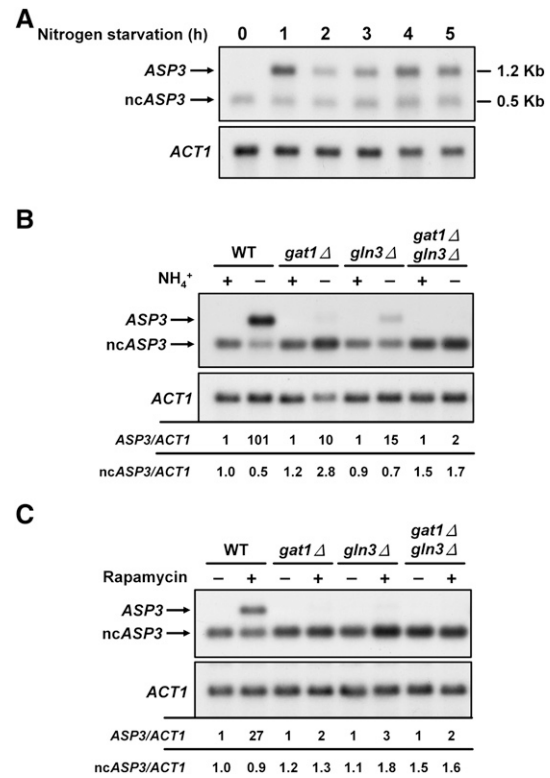 A
Nitrogen starvation (h) 0 1 2 3 4 5
ASP3 1.2 Kb
ncASP3 0.5 Kb
ACT1
B
WT gat1Δ gln3Δ gat1Δ gln3Δ
NH4+ + − + − + − + −
ASP3
ncASP3
ACT1
ASP3/ACT1 1 101 1 10 1 15 1 2
ncASP3/ACT1 1.0 0.5 1.2 2.8 0.9 0.7 1.5 1.7
C
WT gat1Δ gln3Δ gat1Δ gln3Δ
Rapamycin − + − + − + − +
ASP3
ncASP3
ACT1
ASP3/ACT1 1 27 1 2 1 3 1 2
ncASP3/ACT1 1.0 0.9 1.2 1.3 1.1 1.8 1.5 1.6